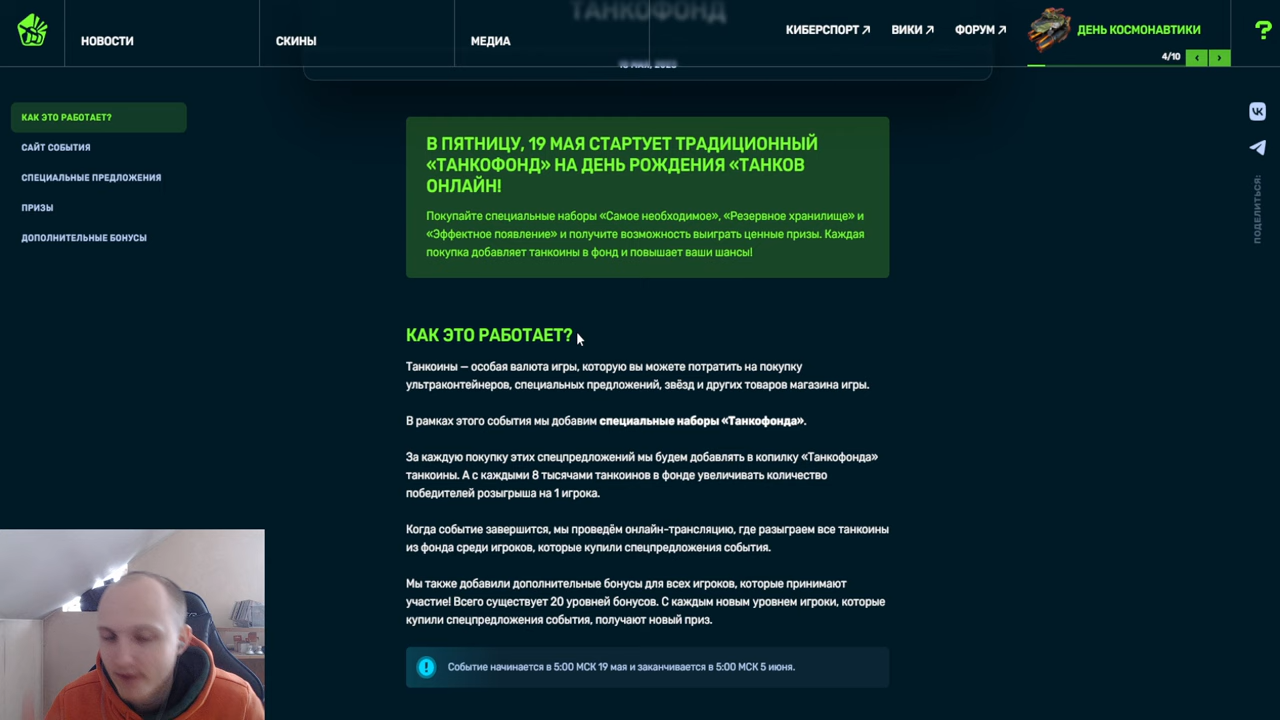 ТАНКОФОНД
НОВОСТИ
СКИНЫ
МЕДИА
КИБЕРСПОРТ
ВИКИ
ФОРУМ
ДЕНЬ КОСМОНАВТИКИ
?
4/10
КАК ЭТО РАБОТАЕТ?
САЙТ СОБЫТИЯ
СПЕЦИАЛЬНЫЕ ПРЕДЛОЖЕНИЯ
ПРИЗЫ
ДОПОЛНИТЕЛЬНЫЕ БОНУСЫ
В ПЯТНИЦУ, 19 МАЯ СТАРТУЕТ ТРАДИЦИОННЫЙ
«ТАНКОФОНД» НА ДЕНЬ РОЖДЕНИЯ «ТАНКОВ
ОНЛАЙН!
Покупайте специальные наборы «Самое необходимое», «Резервное хранилище» и
«Эффектное появление» и получите возможность выиграть ценные призы. Каждая
покупка добавляет танкоины в фонд и повышает ваши шансы!
КАК ЭТО РАБОТАЕТ?
Танкоины — особая валюта игры, которую вы можете потратить на покупку
ультраконтейнеров, специальных предложений, звёзд и других товаров магазина игры.
В рамках этого события мы добавим специальные наборы «Танкофонда».
За каждую покупку этих спецпредложений мы будем добавлять в копилку «Танкофонда»
танкоины. А с каждыми 8 тысячами танкоинов в фонде увеличивать количество
победителей розыгрыша на 1 игрока.
Когда событие завершится, мы проведём онлайн-трансляцию, где разыграем все танкоины
из фонда среди игроков, которые купили спецпредложения события.
Мы также добавили дополнительные бонусы для всех игроков, которые принимают
участие! Всего существует 20 уровней бонусов. С каждым новым уровнем игроки, которые
купили спецпредложения события, получают новый приз.
Событие начинается в 5:00 МСК 19 мая и заканчивается в 5:00 МСК 5 июня.
ПОДЕЛИТЬСЯ: